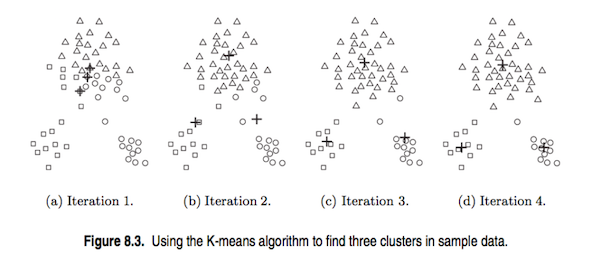 (a) Iteration 1.
(b) Iteration 2.
(c) Iteration 3.
(d) Iteration 4.
Figure 8.3. Using the K-means algorithm to find three clusters in sample data.